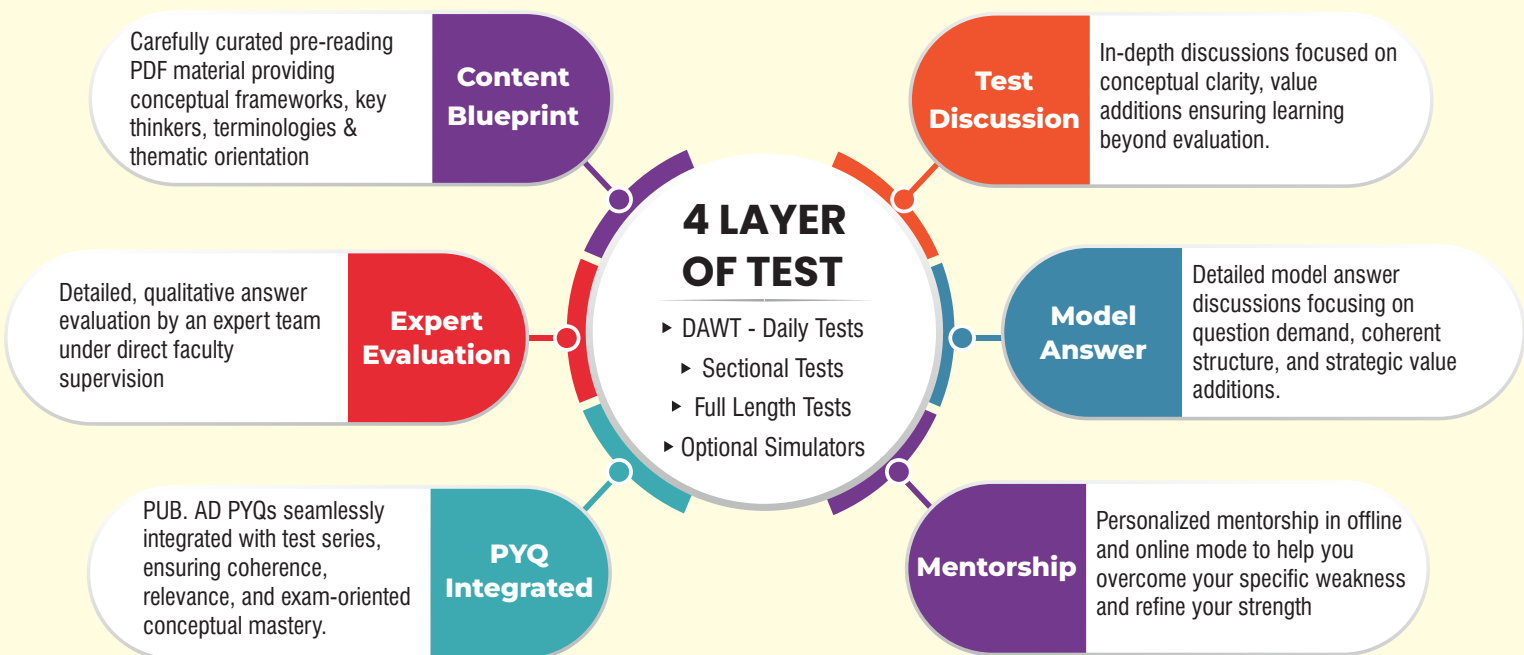 Carefully curated pre-reading
PDF material providing
conceptual frameworks, key
thinkers, terminologies &
thematic orientation
Content
Blueprint
Detailed, qualitative answer
evaluation by an expert team
under direct faculty
supervision
Expert
Evaluation
PUB. AD PYQs seamlessly
integrated with test series,
ensuring coherence,
relevance, and exam-oriented
conceptual mastery.
PYQ
Integrated
4 LAYER
OF TEST
DAWT - Daily Tests
Sectional Tests
Full Length Tests
Optional Simulators
Test
Discussion
In-depth discussions focused on
conceptual clarity, value
additions ensuring learning
beyond evaluation.
Model
Answer
Detailed model answer
discussions focusing on
question demand, coherent
structure, and strategic value
additions.
Mentorship
Personalized mentorship in offline
and online mode to help you
overcome your specific weakness
and refine your strength